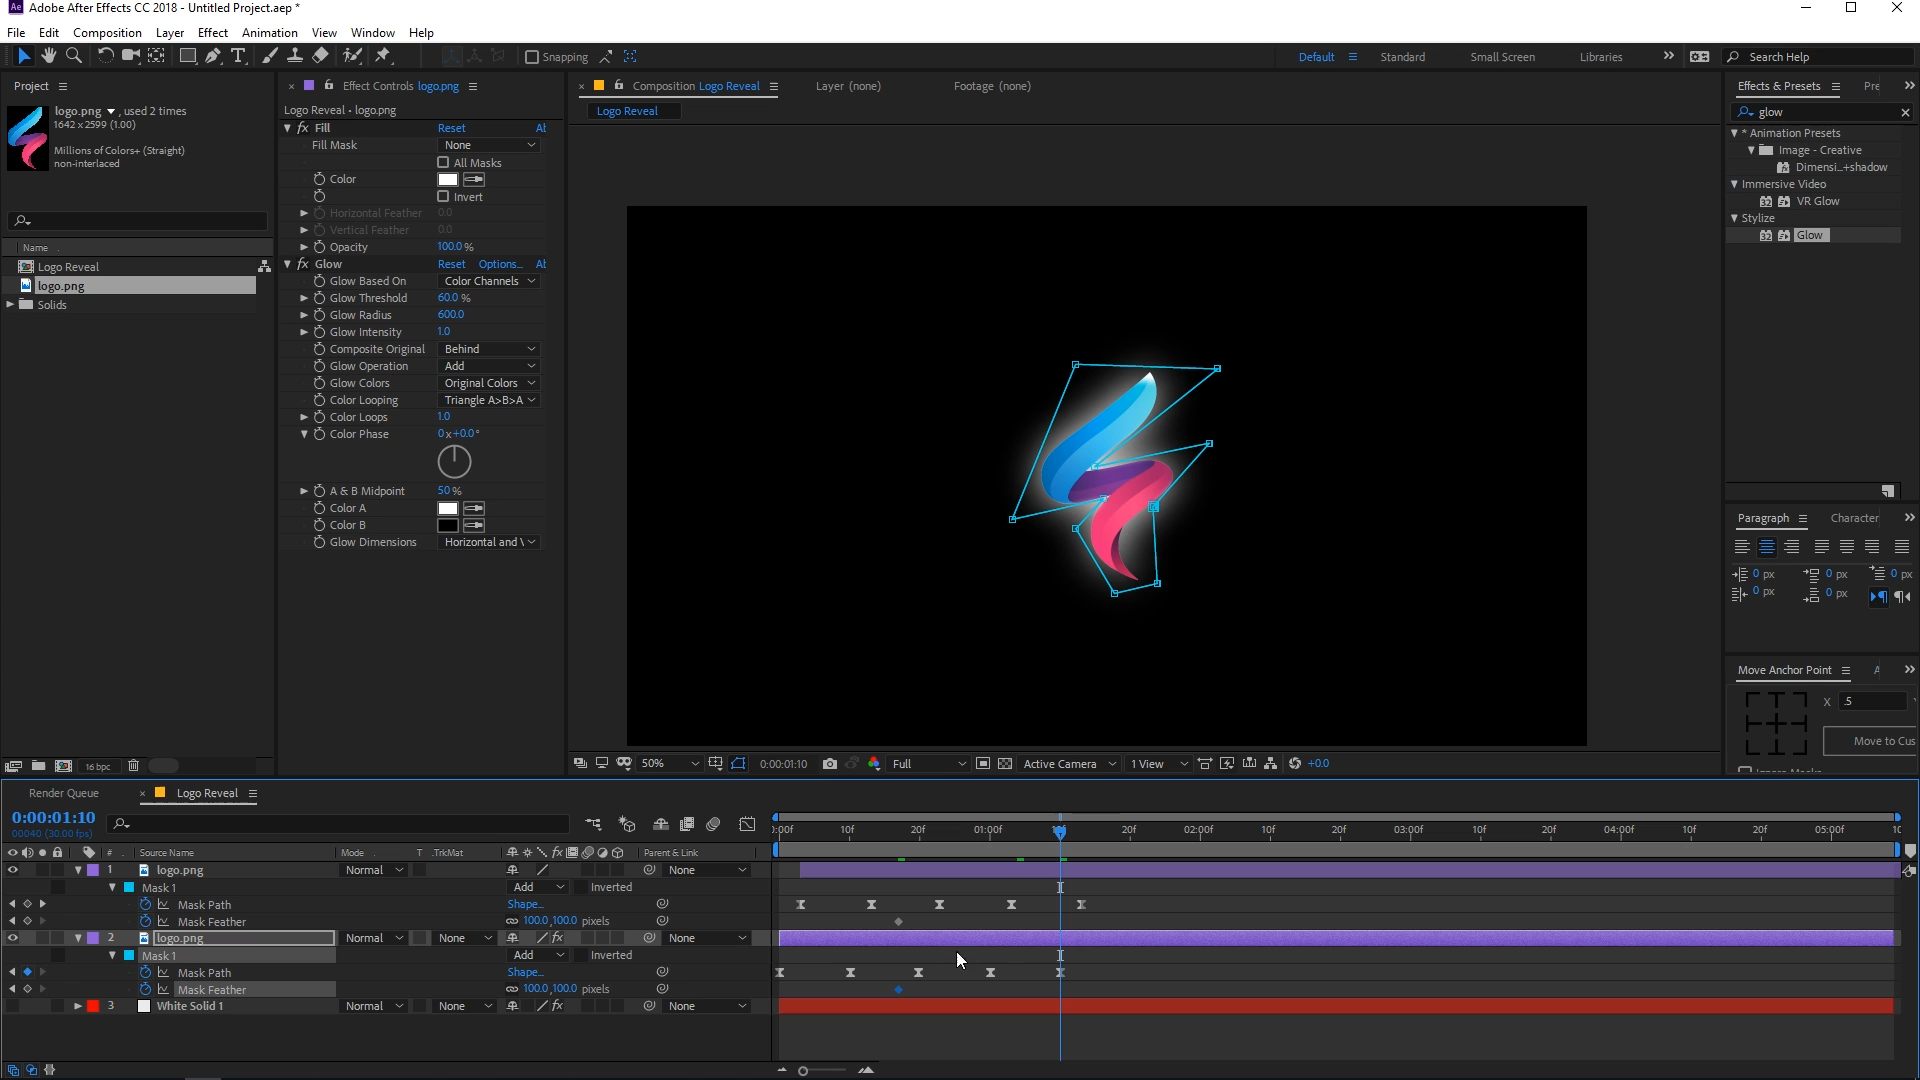 Ae Adobe After Effects CC 2018 - Untitled Project.aep *
File Edit Composition Layer Effect Animation View Window Help
Snapping Default Standard Small Screen Libraries Search Help
Project
logo.png , used 2 times
1642 x 2599 (1.00)
Millions of Colors+ (Straight)
non-interlaced
Name
Logo Reveal
logo.png
Solids
16 bpc
Effect Controls logo.png
Logo Reveal • logo.png
fx Fill Reset
Fill Mask None
All Masks
Color
Invert
Horizontal Feather 0.0
Vertical Feather 0.0
Opacity 100.0 %
fx Glow Reset Options...
Glow Based On Color Channels
Glow Threshold 60.0 %
Glow Radius 600.0
Glow Intensity 1.0
Composite Original Behind
Glow Operation Add
Glow Colors Original Colors
Color Looping Triangle A>B>A
Color Loops 1.0
Color Phase 0x+0.0°
A & B Midpoint 50 %
Color A
Color B
Glow Dimensions Horizontal and
Composition Logo Reveal Layer (none) Footage (none)
Logo Reveal
50% 0:00:01:10 Full Active Camera 1 View +0.0
Effects & Presets
glow
* Animation Presets
Image - Creative
Dimensi...+shadow
Immersive Video
VR Glow
Stylize
Glow
Paragraph Character
0 px 0 px 0 px
0 px 0 px
Move Anchor Point
X .5
Move to Cus
Render Queue Logo Reveal
0:00:01:10
00040 (30.00 fps)
:00f 10f 20f 01:00f 20f 02:00f 10f 20f 03:00f 10f 20f 04:00f 10f 20f 05:00f
# Source Name Mode T .TrkMat Parent & Link
1 logo.png Normal None
Mask 1 Add Inverted
Mask Path Shape...
Mask Feather 100.0,100.0 pixels
2 logo.png Normal None fx None
Mask 1 Add Inverted
Mask Path Shape...
Mask Feather 100.0,100.0 pixels
3 White Solid 1 Normal None fx None